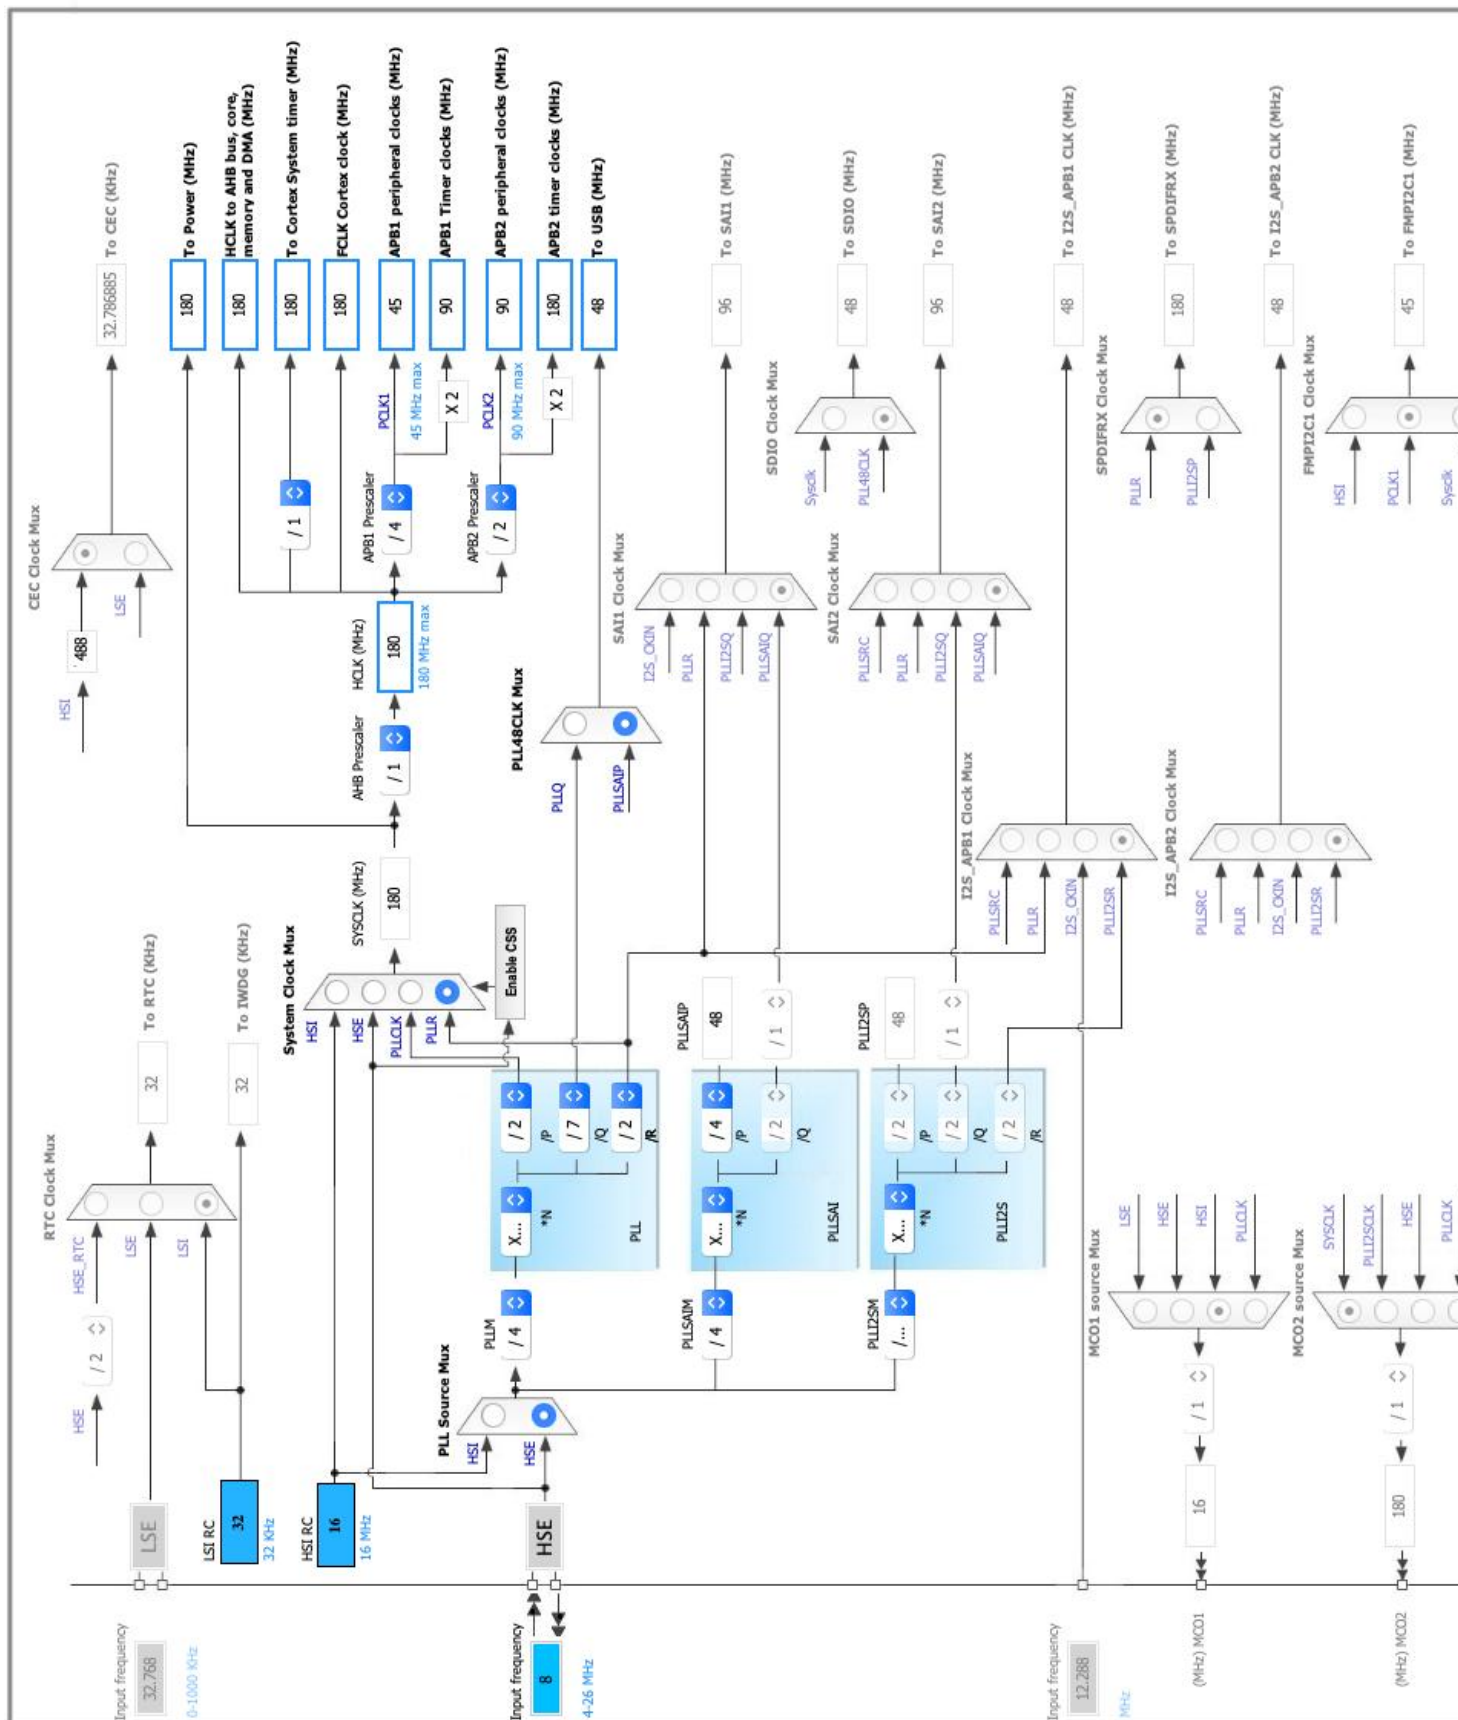 Input frequency
32.768
0-1000 KHz
LSE
LSI RC
32
32 KHz
HSI RC
16
16 MHz
Input frequency
8
4-26 MHz
HSE
Input frequency
12.288
MHz
HSE
/ 2
HSE_RTC
LSE
LSI
RTC Clock Mux
32
To RTC (KHz)
32
To IWDG (KHz)
HSI
488
LSE
CEC Clock Mux
32.786885
To CEC (KHz)
System Clock Mux
HSI
HSE
PLLCLK
PLLR
Enable CSS
SYSCLK (MHz)
180
AHB Prescaler
/ 1
HCLK (MHz)
180
180 MHz max
/ 1
APB1 Prescaler
/ 4
PCLK1
45 MHz max
X 2
APB2 Prescaler
/ 2
PCLK2
90 MHz max
X 2
180
To Power (MHz)
180
HCLK to AHB bus, core,
memory and DMA (MHz)
180
To Cortex System timer (MHz)
180
FCLK Cortex clock (MHz)
45
APB1 peripheral clocks (MHz)
90
APB1 Timer clocks (MHz)
90
APB2 peripheral clocks (MHz)
180
APB2 timer clocks (MHz)
48
To USB (MHz)
PLL Source Mux
HSI
HSE
PLLM
/ 4
X...
*N
/ 2
/P
/ 7
/Q
/ 2
/R
PLL
PLL48CLK Mux
PLLQ
PLLSAIP
PLLSAIM
/ 4
X...
*N
/ 4
/P
/ 2
/Q
PLLSAI
PLLSAIP
48
/ 1
PLLI2SM
/...
X...
*N
/ 2
/P
/ 2
/Q
/ 2
/R
PLLI2S
PLLI2SP
48
/ 1
SAI1 Clock Mux
I2S_CKIN
PLLR
PLLI2SQ
PLLSAIQ
96
To SAI1 (MHz)
SDIO Clock Mux
Sysclk
PLL48CLK
48
To SDIO (MHz)
SAI2 Clock Mux
PLLSRC
PLLR
PLLI2SQ
PLLSAIQ
96
To SAI2 (MHz)
I2S_APB1 Clock Mux
PLLSRC
PLLR
I2S_CKIN
PLLI2SR
48
To I2S_APB1 CLK (MHz)
SPDIFRX Clock Mux
PLLR
PLLI2SP
180
To SPDIFRX (MHz)
I2S_APB2 Clock Mux
PLLSRC
PLLR
I2S_CKIN
PLLI2SR
48
To I2S_APB2 CLK (MHz)
FMPI2C1 Clock Mux
HSI
PCLK1
Sysclk
45
To FMPI2C1 (MHz)
MCO1 source Mux
LSE
HSE
HSI
PLLCLK
/ 1
16
(MHz) MCO1
MCO2 source Mux
SYSCLK
PLLI2SCLK
HSE
PLLCLK
/ 1
180
(MHz) MCO2